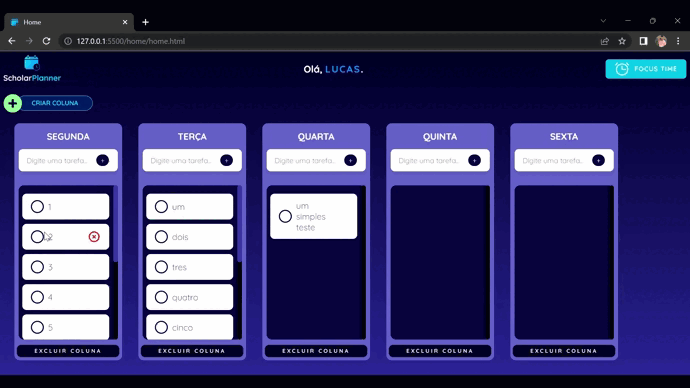 Home
127.0.0.1:5500/home/home.html
ScholarPlanner
Olá, LUCAS.
FOCUS TIME
CRIAR COLUNA
SEGUNDA
Digite uma tarefa...
+
1
2
3
4
5
EXCLUIR COLUNA
TERÇA
Digite uma tarefa...
+
um
dois
tres
quatro
cinco
EXCLUIR COLUNA
QUARTA
Digite uma tarefa...
+
um
simples
teste
EXCLUIR COLUNA
QUINTA
Digite uma tarefa...
+
EXCLUIR COLUNA
SEXTA
Digite uma tarefa...
+
EXCLUIR COLUNA